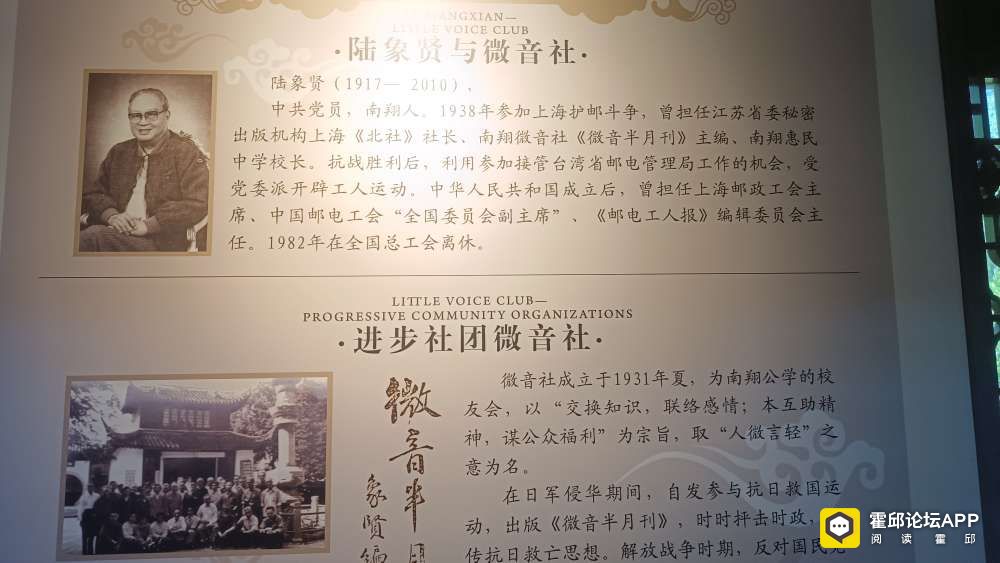 IANGXIAN—
LITTLE VOICE CLUB
·陆象贤与微音社·
陆象贤（1917— 2010），
中共党员，南翔人。1938年参加上海护邮斗争，曾担任江苏省委秘密
出版机构上海《北社》社长、南翔微音社《微音半月刊》主编、南翔惠民
中学校长。抗战胜利后，利用参加接管台湾省邮电管理局工作的机会，受
党委派开辟工人运动。中华人民共和国成立后，曾担任上海邮政工会主
席、中国邮电工会“全国委员会副主席”、《邮电工人报》编辑委员会主
任。1982年在全国总工会离休。
LITTLE VOICE CLUB—
PROGRESSIVE COMMUNITY ORGANIZATIONS
·进步社团微音社·
微音半月
象贤编
微音社成立于1931年夏，为南翔公学的校
友会，以“交换知识，联络感情；本互助精
神，谋公众福利”为宗旨，取“人微言轻”之
意为名。
在日军侵华期间，自发参与抗日救国运
动，出版《微音半月刊》，时时抨击时政，
传抗日救亡思想。解放战争时期，反对国民党
霍邱论坛APP
阅读霍邱